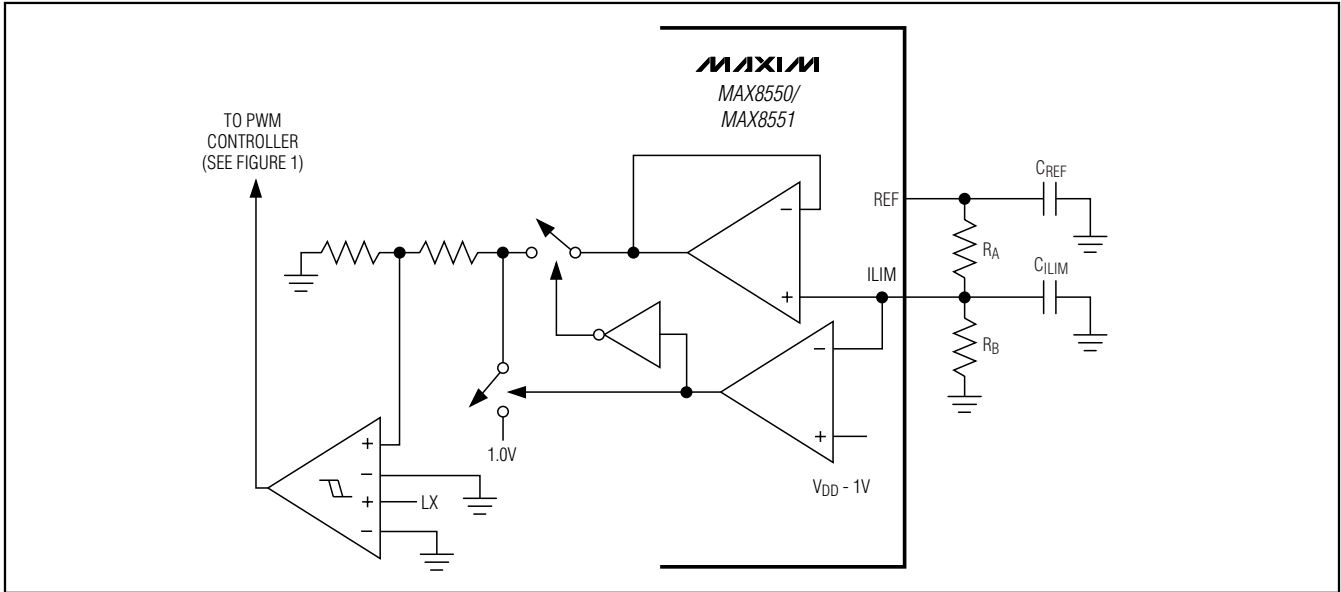 MAXIM
MAX8550/
MAX8551
TO PWM
CONTROLLER
(SEE FIGURE 1)
CREF
REF
−
RA
ILIM
CILIM
+
−
RB
1.0V
+
+
−
VDD - 1V
+
LX
−